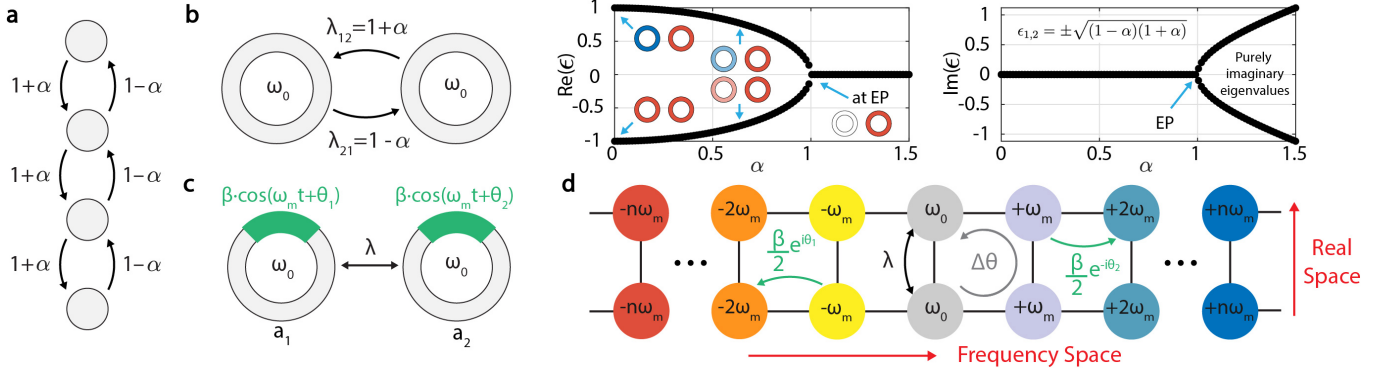 a
1+α
1-α
1+α
1-α
1+α
1-α
b
λ12=1+α
ω0
ω0
λ21=1-α
Re(ϵ)
1
0.5
0
-0.5
-1
0
0.5
1
1.5
α
at EP
Im(ϵ)
1
0.5
0
-0.5
-1
0
0.5
1
1.5
α
ϵ1,2 = ±√(1-α)(1+α)
Purely
imaginary
eigenvalues
EP
c
β·cos(ωmt+θ1)
β·cos(ωmt+θ2)
ω0
λ
ω0
a1
a2
d
-nωm
-2ωm
-ωm
ω0
+ωm
+2ωm
+nωm
•••
β/2 e^iθ1
λ
Δθ
β/2 e^-iθ2
•••
-nωm
-2ωm
-ωm
ω0
+ωm
+2ωm
+nωm
Real
Space
Frequency Space